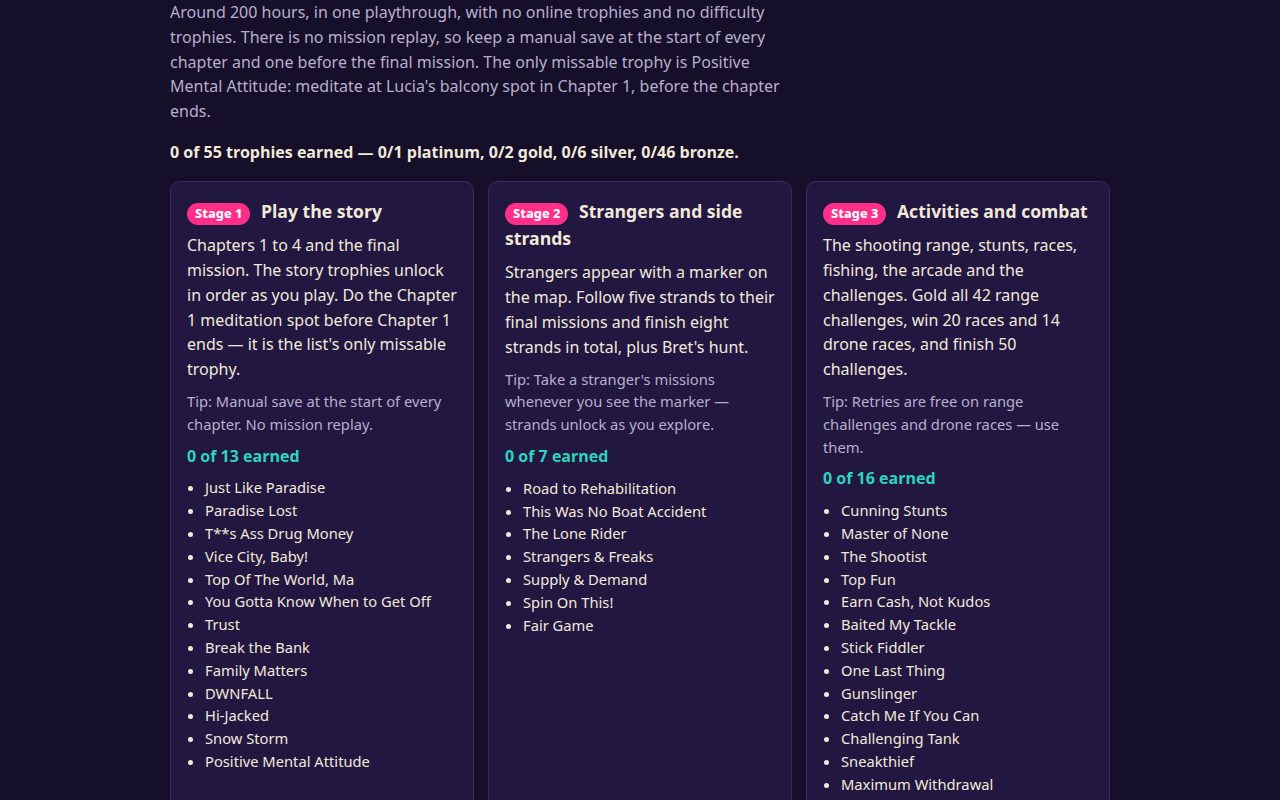 Around 200 hours, in one playthrough, with no online trophies and no difficulty
trophies. There is no mission replay, so keep a manual save at the start of every
chapter and one before the final mission. The only missable trophy is Positive
Mental Attitude: meditate at Lucia's balcony spot in Chapter 1, before the chapter
ends.
0 of 55 trophies earned — 0/1 platinum, 0/2 gold, 0/6 silver, 0/46 bronze.
Stage 1 Play the story
Chapters 1 to 4 and the final
mission. The story trophies unlock
in order as you play. Do the Chapter
1 meditation spot before Chapter 1
ends — it is the list's only missable
trophy.
Tip: Manual save at the start of every
chapter. No mission replay.
0 of 13 earned
• Just Like Paradise
• Paradise Lost
• T**s Ass Drug Money
• Vice City, Baby!
• Top Of The World, Ma
• You Gotta Know When to Get Off
• Trust
• Break the Bank
• Family Matters
• DWNFALL
• Hi-Jacked
• Snow Storm
• Positive Mental Attitude
Stage 2 Strangers and side
strands
Strangers appear with a marker on
the map. Follow five strands to their
final missions and finish eight
strands in total, plus Bret's hunt.
Tip: Take a stranger's missions
whenever you see the marker —
strands unlock as you explore.
0 of 7 earned
• Road to Rehabilitation
• This Was No Boat Accident
• The Lone Rider
• Strangers & Freaks
• Supply & Demand
• Spin On This!
• Fair Game
Stage 3 Activities and combat
The shooting range, stunts, races,
fishing, the arcade and the
challenges. Gold all 42 range
challenges, win 20 races and 14
drone races, and finish 50
challenges.
Tip: Retries are free on range
challenges and drone races — use
them.
0 of 16 earned
• Cunning Stunts
• Master of None
• The Shootist
• Top Fun
• Earn Cash, Not Kudos
• Baited My Tackle
• Stick Fiddler
• One Last Thing
• Gunslinger
• Catch Me If You Can
• Challenging Tank
• Sneakthief
• Maximum Withdrawal